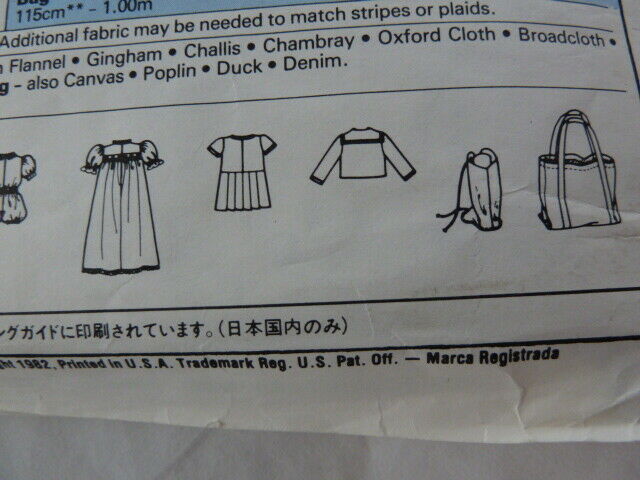 Bag
115cm** - 1.00m
Additional fabric may be needed to match stripes or plaids.
Flannel • Gingham • Challis • Chambray • Oxford Cloth • Broadcloth •
g – also Canvas • Poplin • Duck • Denim.
ングガイドに印刷されています。(日本国内のみ)
ght 1982, Printed in U.S.A. Trademark Reg. U.S. Pat. Off. — Marca Registrada